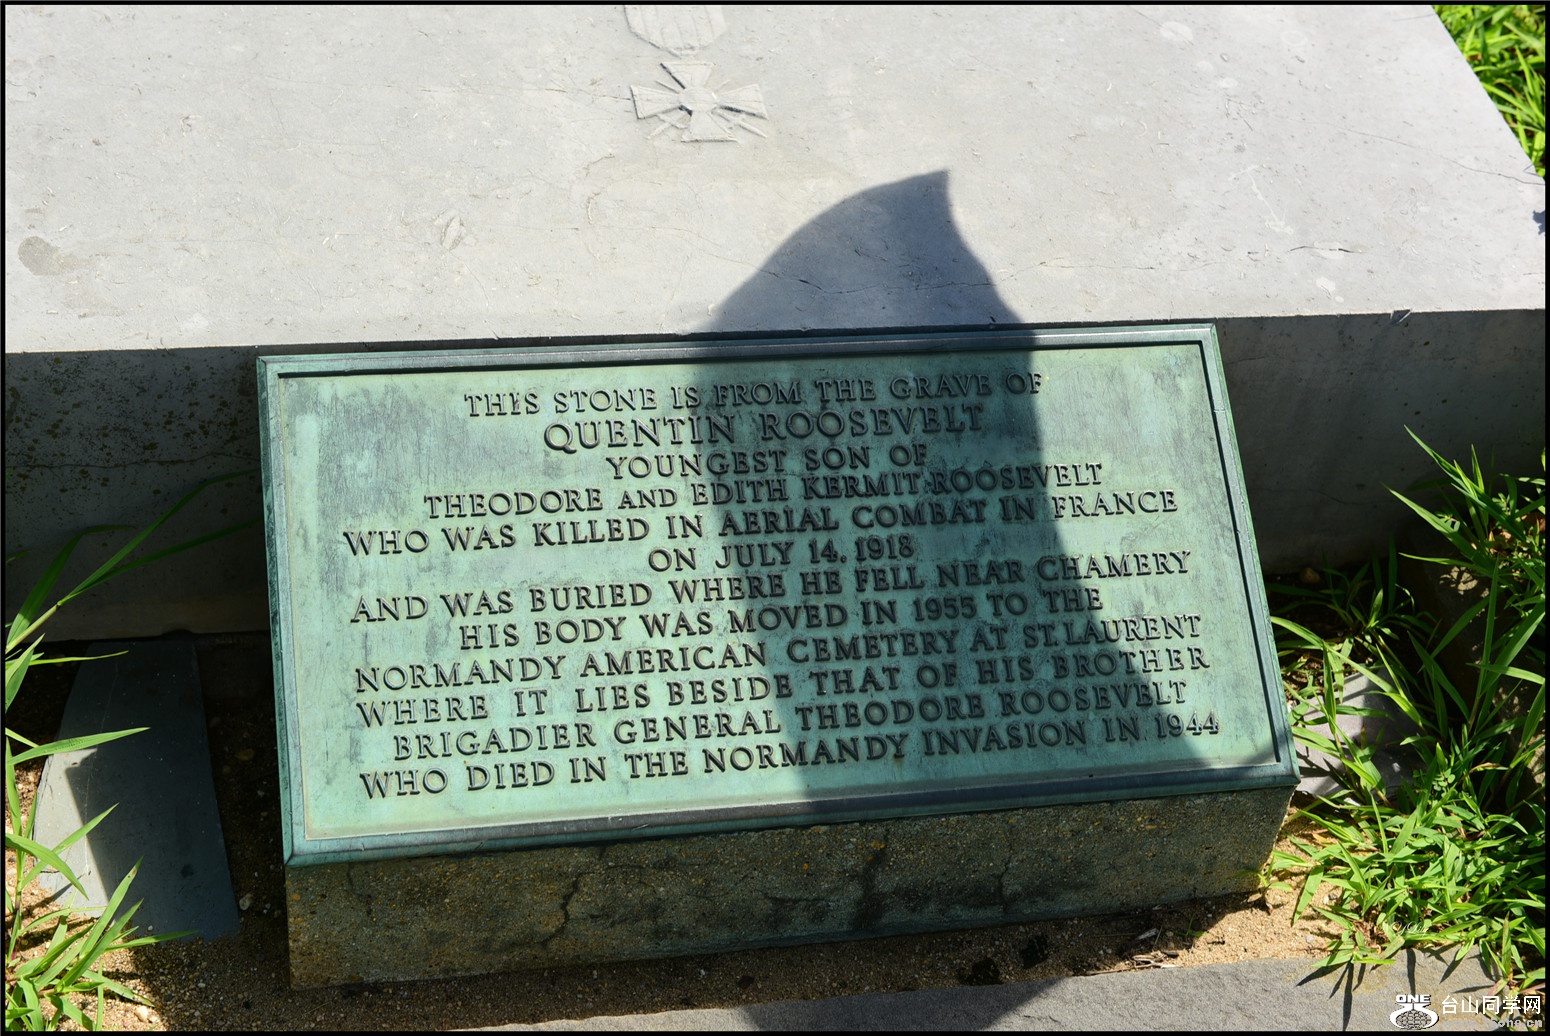 THIS STONE IS FROM THE GRAVE OF
QUENTIN ROOSEVELT
YOUNGEST SON OF
THEODORE AND EDITH KERMIT ROOSEVELT
WHO WAS KILLED IN AERIAL COMBAT IN FRANCE
ON JULY 14, 1918
AND WAS BURIED WHERE HE FELL NEAR CHAMERY
HIS BODY WAS MOVED IN 1955 TO THE
NORMANDY AMERICAN CEMETERY AT ST. LAURENT
WHERE IT LIES BESIDE THAT OF HIS BROTHER
BRIGADIER GENERAL THEODORE ROOSEVELT
WHO DIED IN THE NORMANDY INVASION IN 1944
ONE 台山同学网